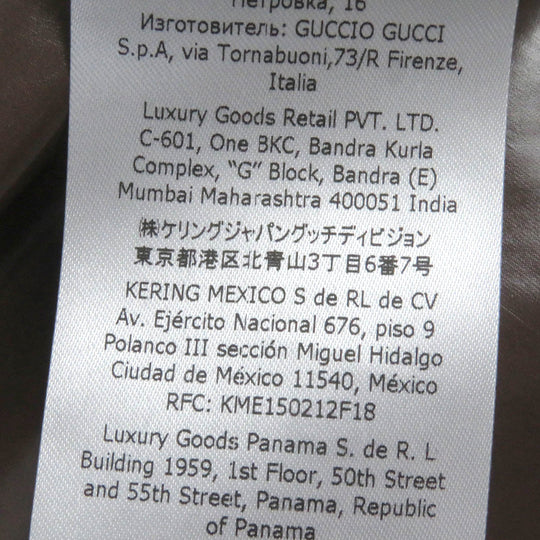 Петровка, 16
Изготовитель: GUCCIO GUCCI
S.p.A, via Tornabuoni,73/R Firenze,
Italia
Luxury Goods Retail PVT. LTD.
C-601, One BKC, Bandra Kurla
Complex, “G” Block, Bandra (E)
Mumbai Maharashtra 400051 India
㈱ケリングジャパングッチディビジョン
東京都港区北青山3丁目6番7号
KERING MEXICO S de RL de CV
Av. Ejército Nacional 676, piso 9
Polanco III sección Miguel Hidalgo
Ciudad de México 11540, México
RFC: KME150212F18
Luxury Goods Panama S. de R. L
Building 1959, 1st Floor, 50th Street
and 55th Street, Panama, Republic
of Panama